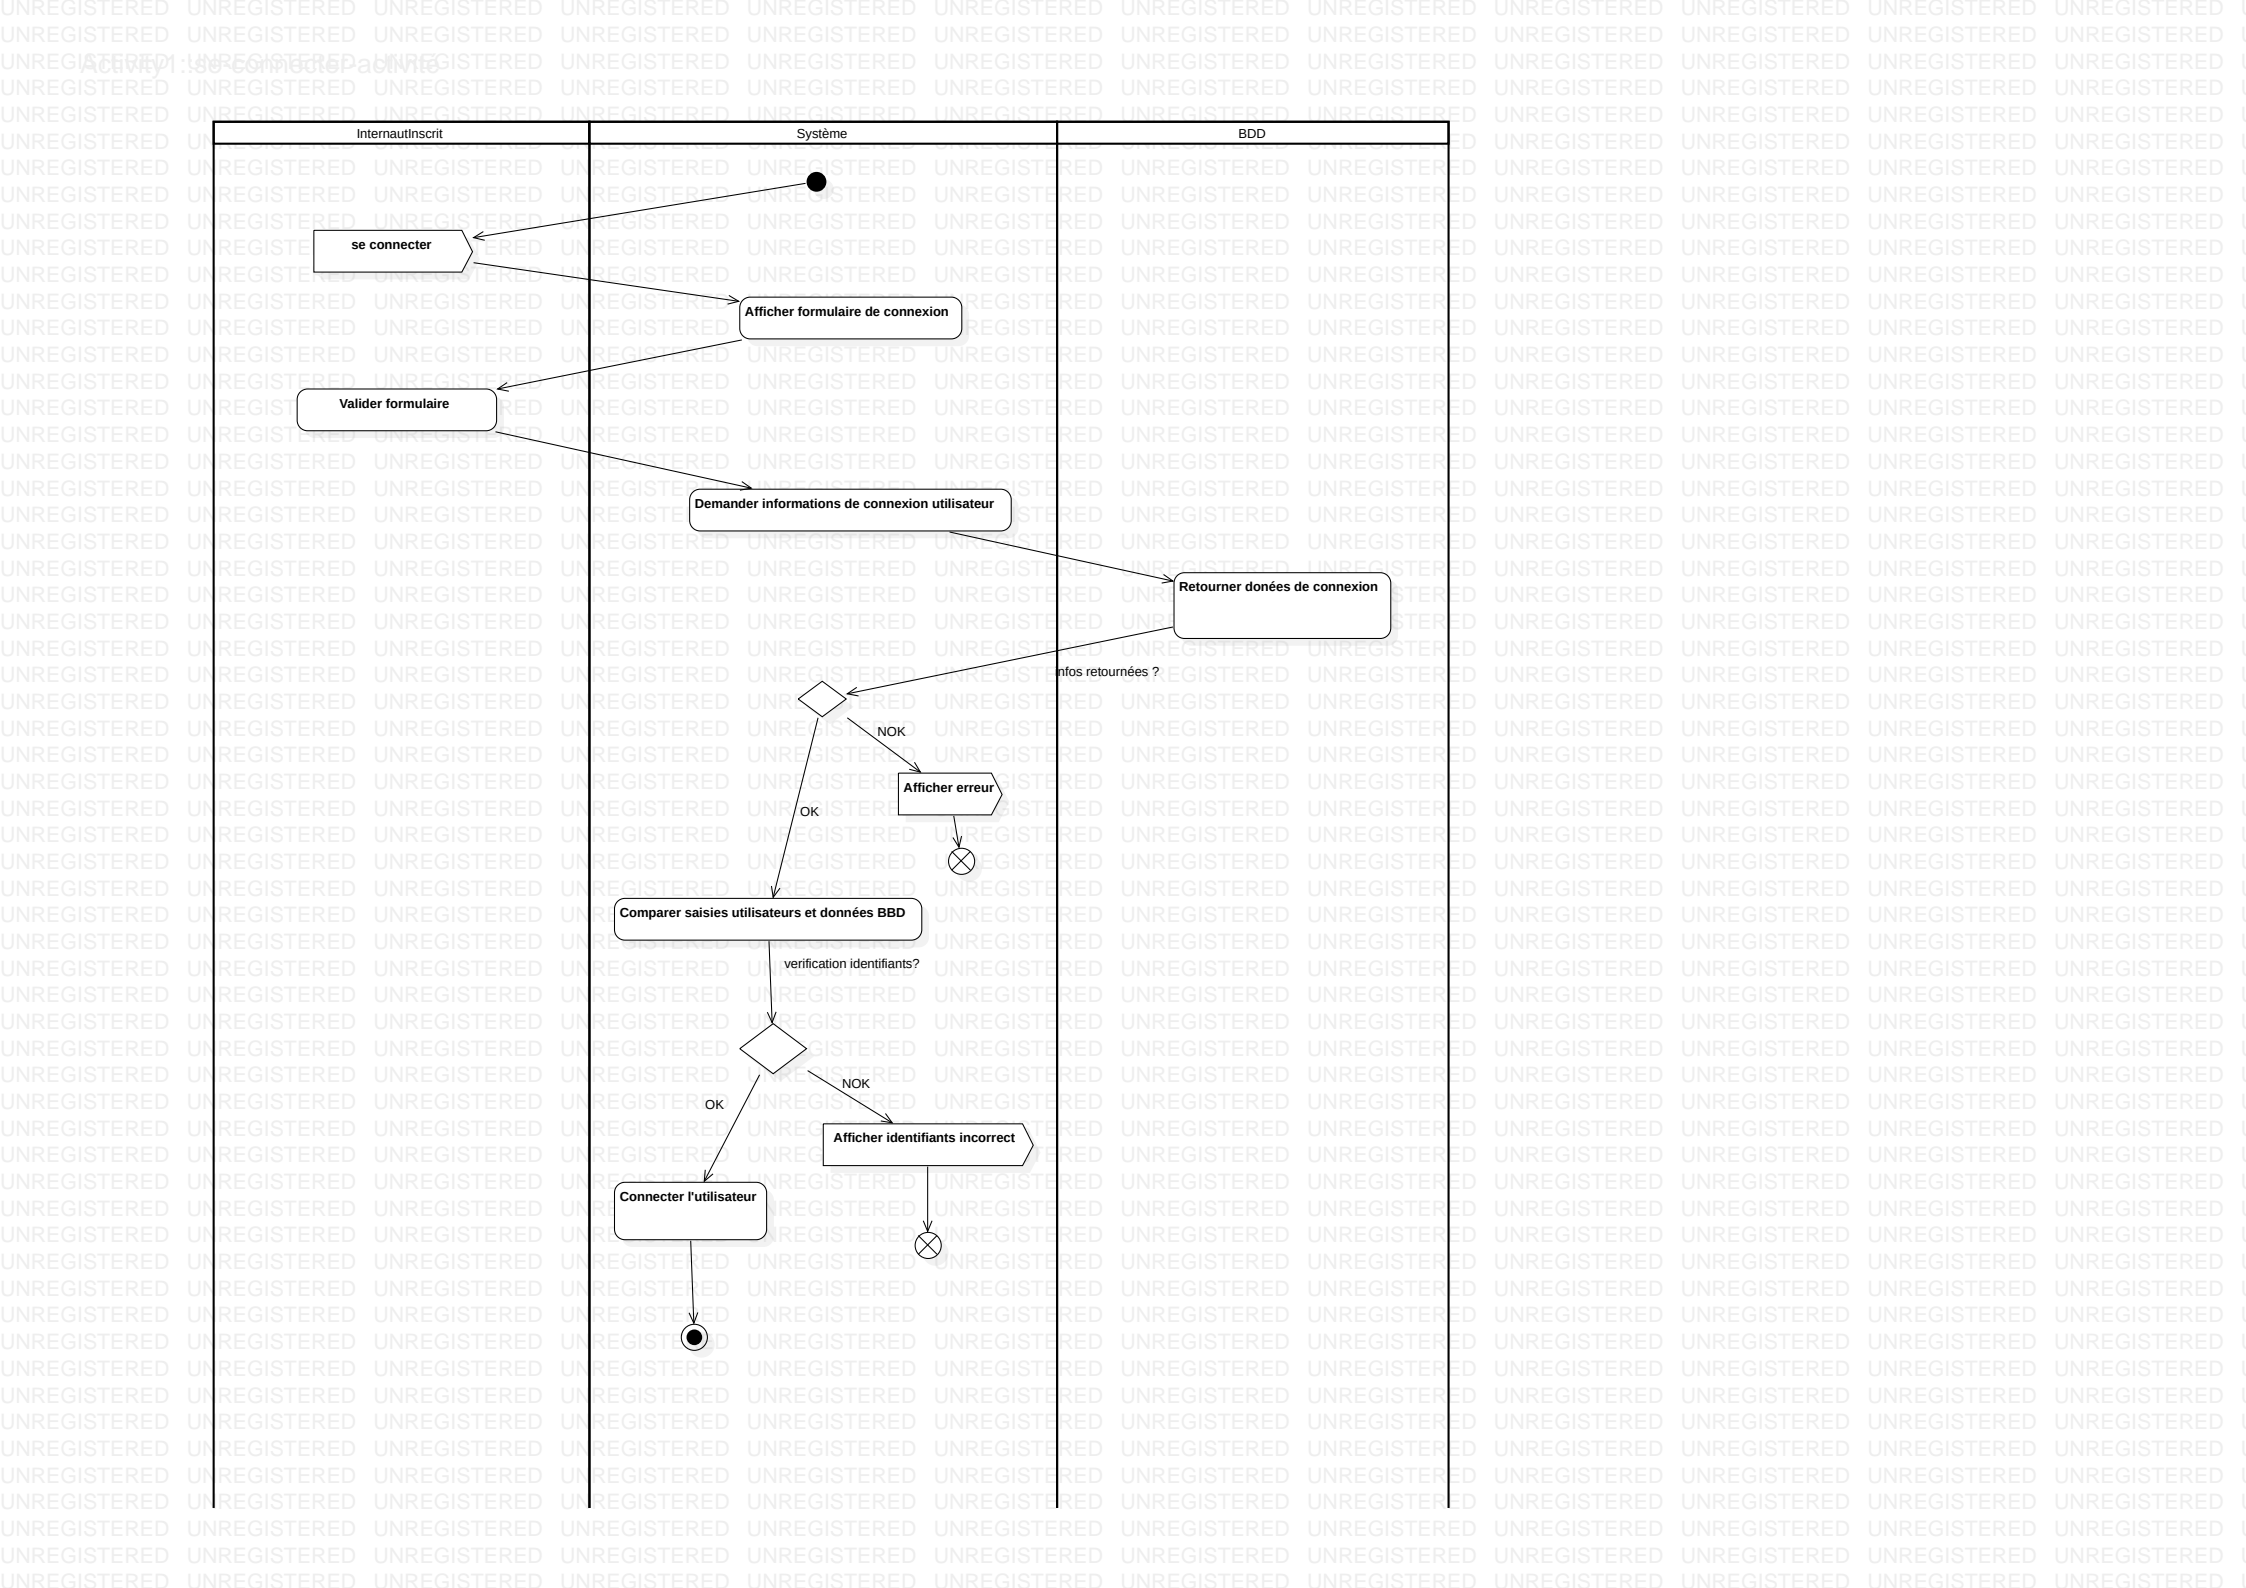 Activity1::se-connecter-activite
InternautInscrit
Système
BDD
se connecter
Afficher formulaire de connexion
Valider formulaire
Demander informations de connexion utilisateur
Retourner donées de connexion
infos retournées ?
NOK
Afficher erreur
OK
Comparer saisies utilisateurs et données BBD
verification identifiants?
NOK
OK
Afficher identifiants incorrect
Connecter l'utilisateur
UNREGISTERED